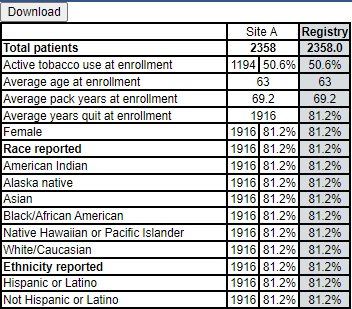 Download
Site A Registry
Total patients 2358 2358.0
Active tobacco use at enrollment 1194 50.6% 50.6%
Average age at enrollment 63 63
Average pack years at enrollment 69.2 69.2
Average years quit at enrollment 1916 81.2%
Female 1916 81.2% 81.2%
Race reported 1916 81.2% 81.2%
American Indian 1916 81.2% 81.2%
Alaska native 1916 81.2% 81.2%
Asian 1916 81.2% 81.2%
Black/African American 1916 81.2% 81.2%
Native Hawaiian or Pacific Islander 1916 81.2% 81.2%
White/Caucasian 1916 81.2% 81.2%
Ethnicity reported 1916 81.2% 81.2%
Hispanic or Latino 1916 81.2% 81.2%
Not Hispanic or Latino 1916 81.2% 81.2%